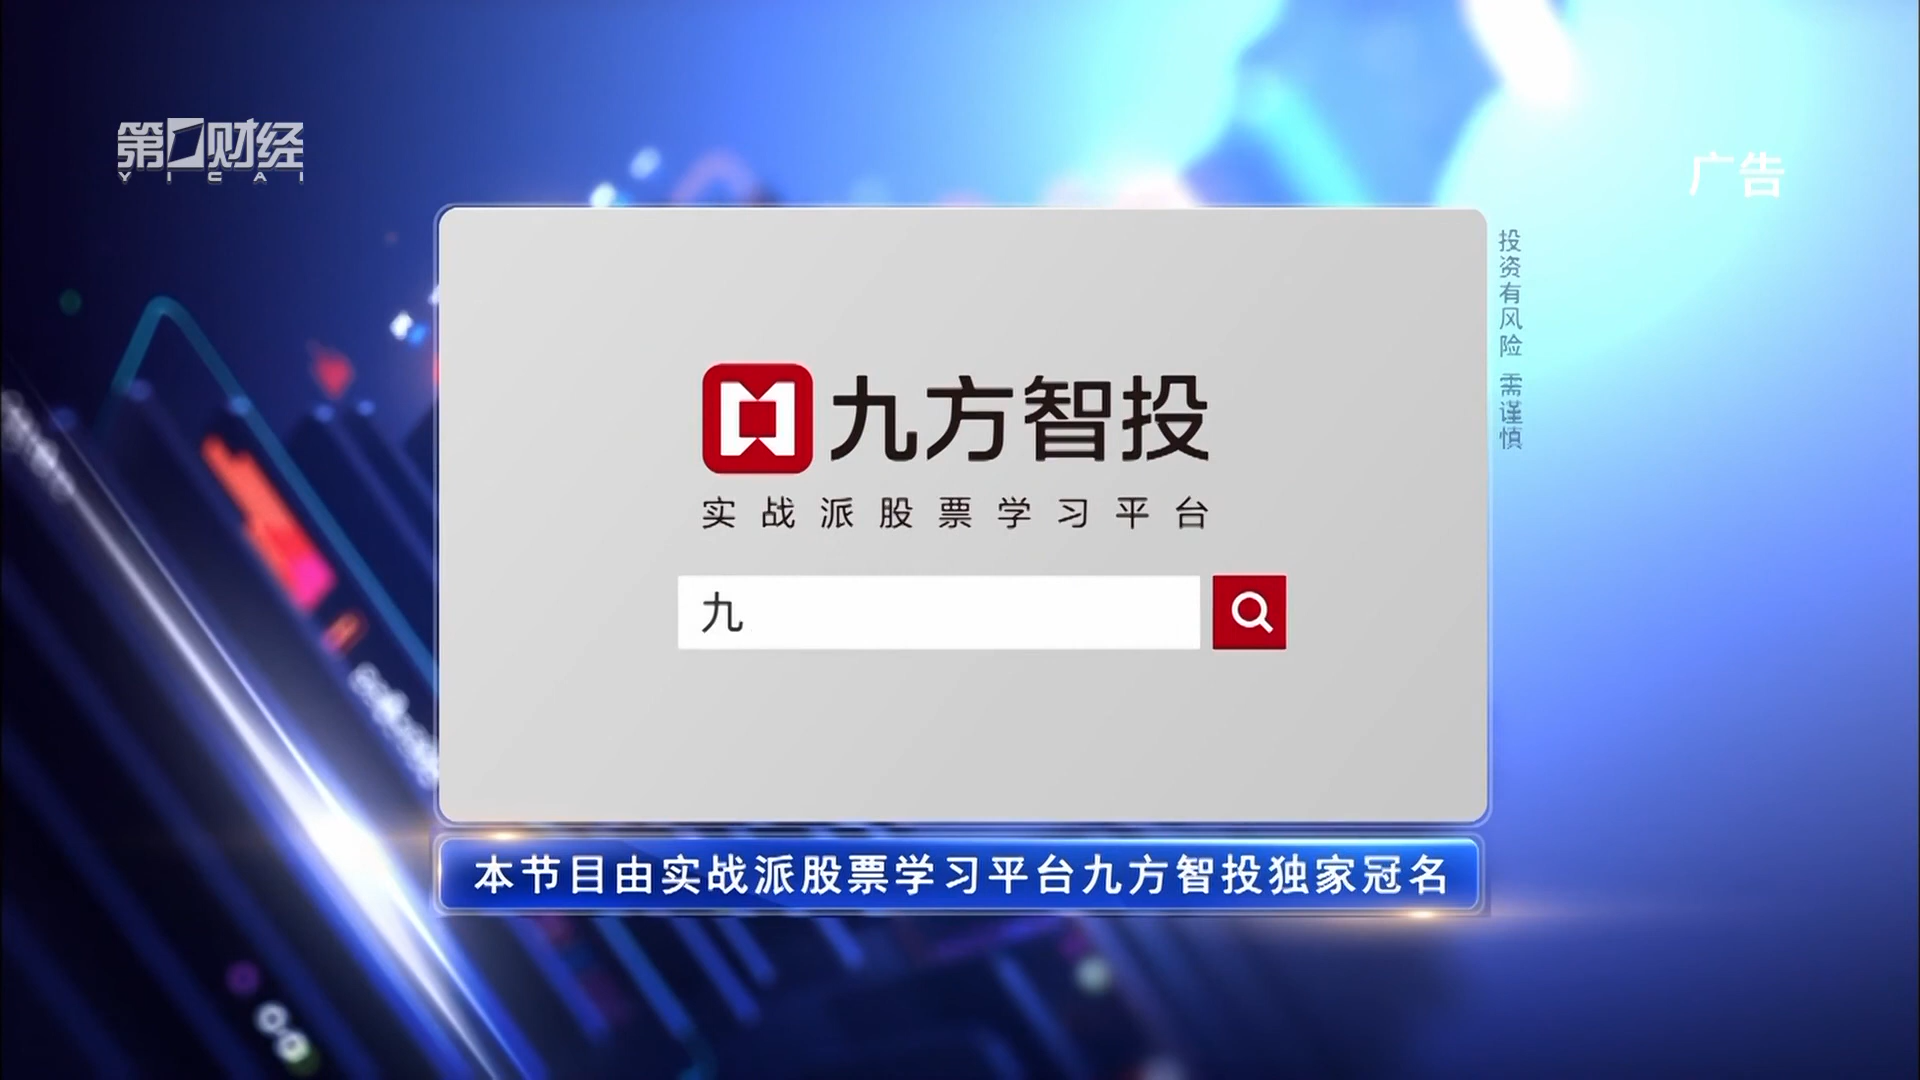 第一财经
YICAI
广告
投资有风险 需谨慎
九方智投
实战派股票学习平台
九
本节目由实战派股票学习平台九方智投独家冠名